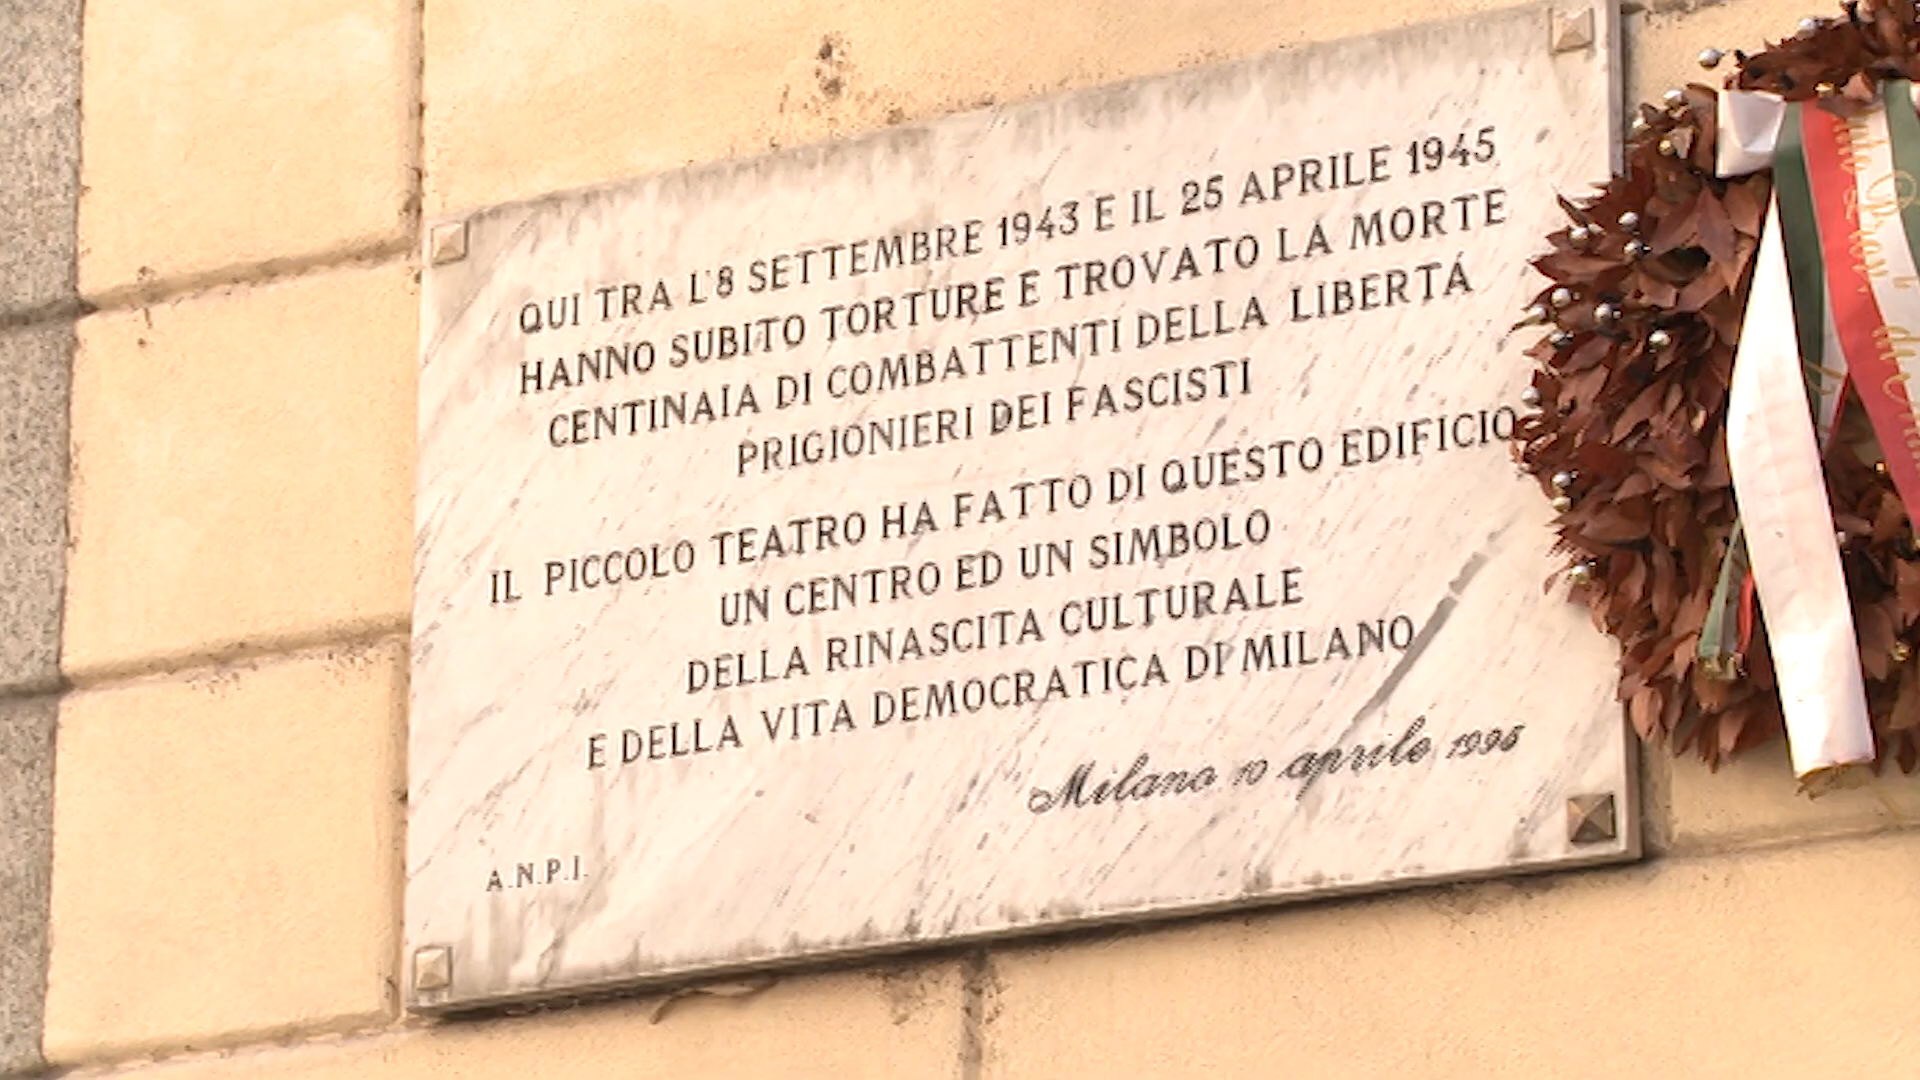 QUI TRA L'8 SETTEMBRE 1943 E IL 25 APRILE 1945
HANNO SUBITO TORTURE E TROVATO LA MORTE
CENTINAIA DI COMBATTENTI DELLA LIBERTÁ
PRIGIONIERI DEI FASCISTI
IL PICCOLO TEATRO HA FATTO DI QUESTO EDIFICIO
UN CENTRO ED UN SIMBOLO
DELLA RINASCITA CULTURALE
E DELLA VITA DEMOCRATICA DI MILANO
Milano 10 aprile 1995
A.N.P.I.